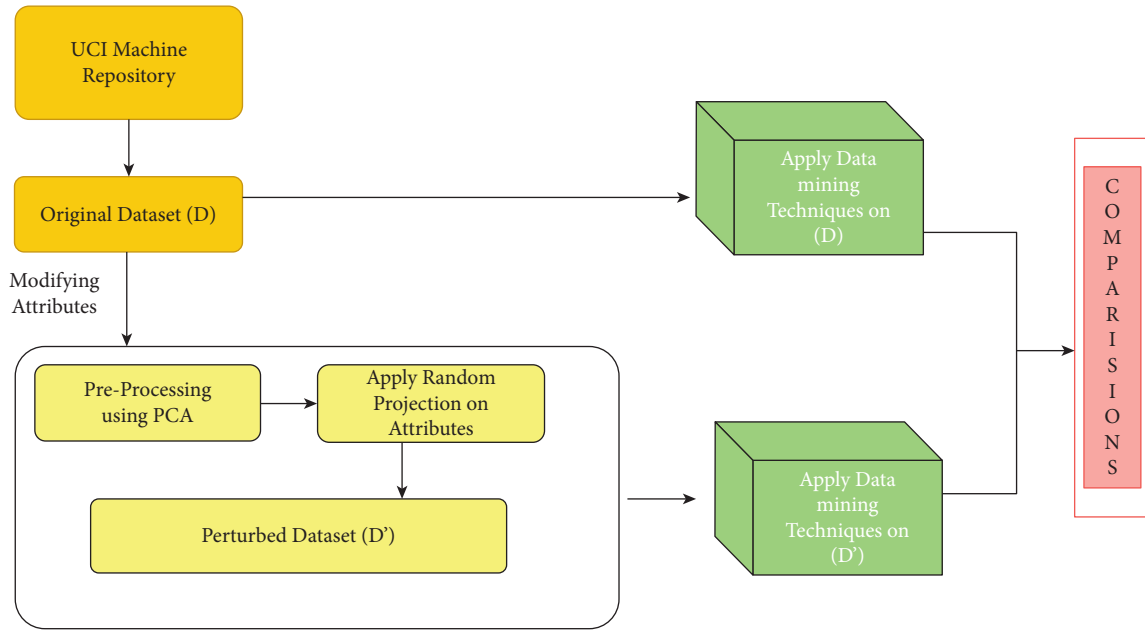 UCI Machine
Repository
Original Dataset (D)
Modifying
Attributes
Pre-Processing
using PCA
Apply Random
Projection on
Attributes
Perturbed Dataset (D’)
Apply Data
mining
Techniques on
(D)
Apply Data
mining
Techniques on
(D’)
C
O
M
P
A
R
I
S
I
O
N
S